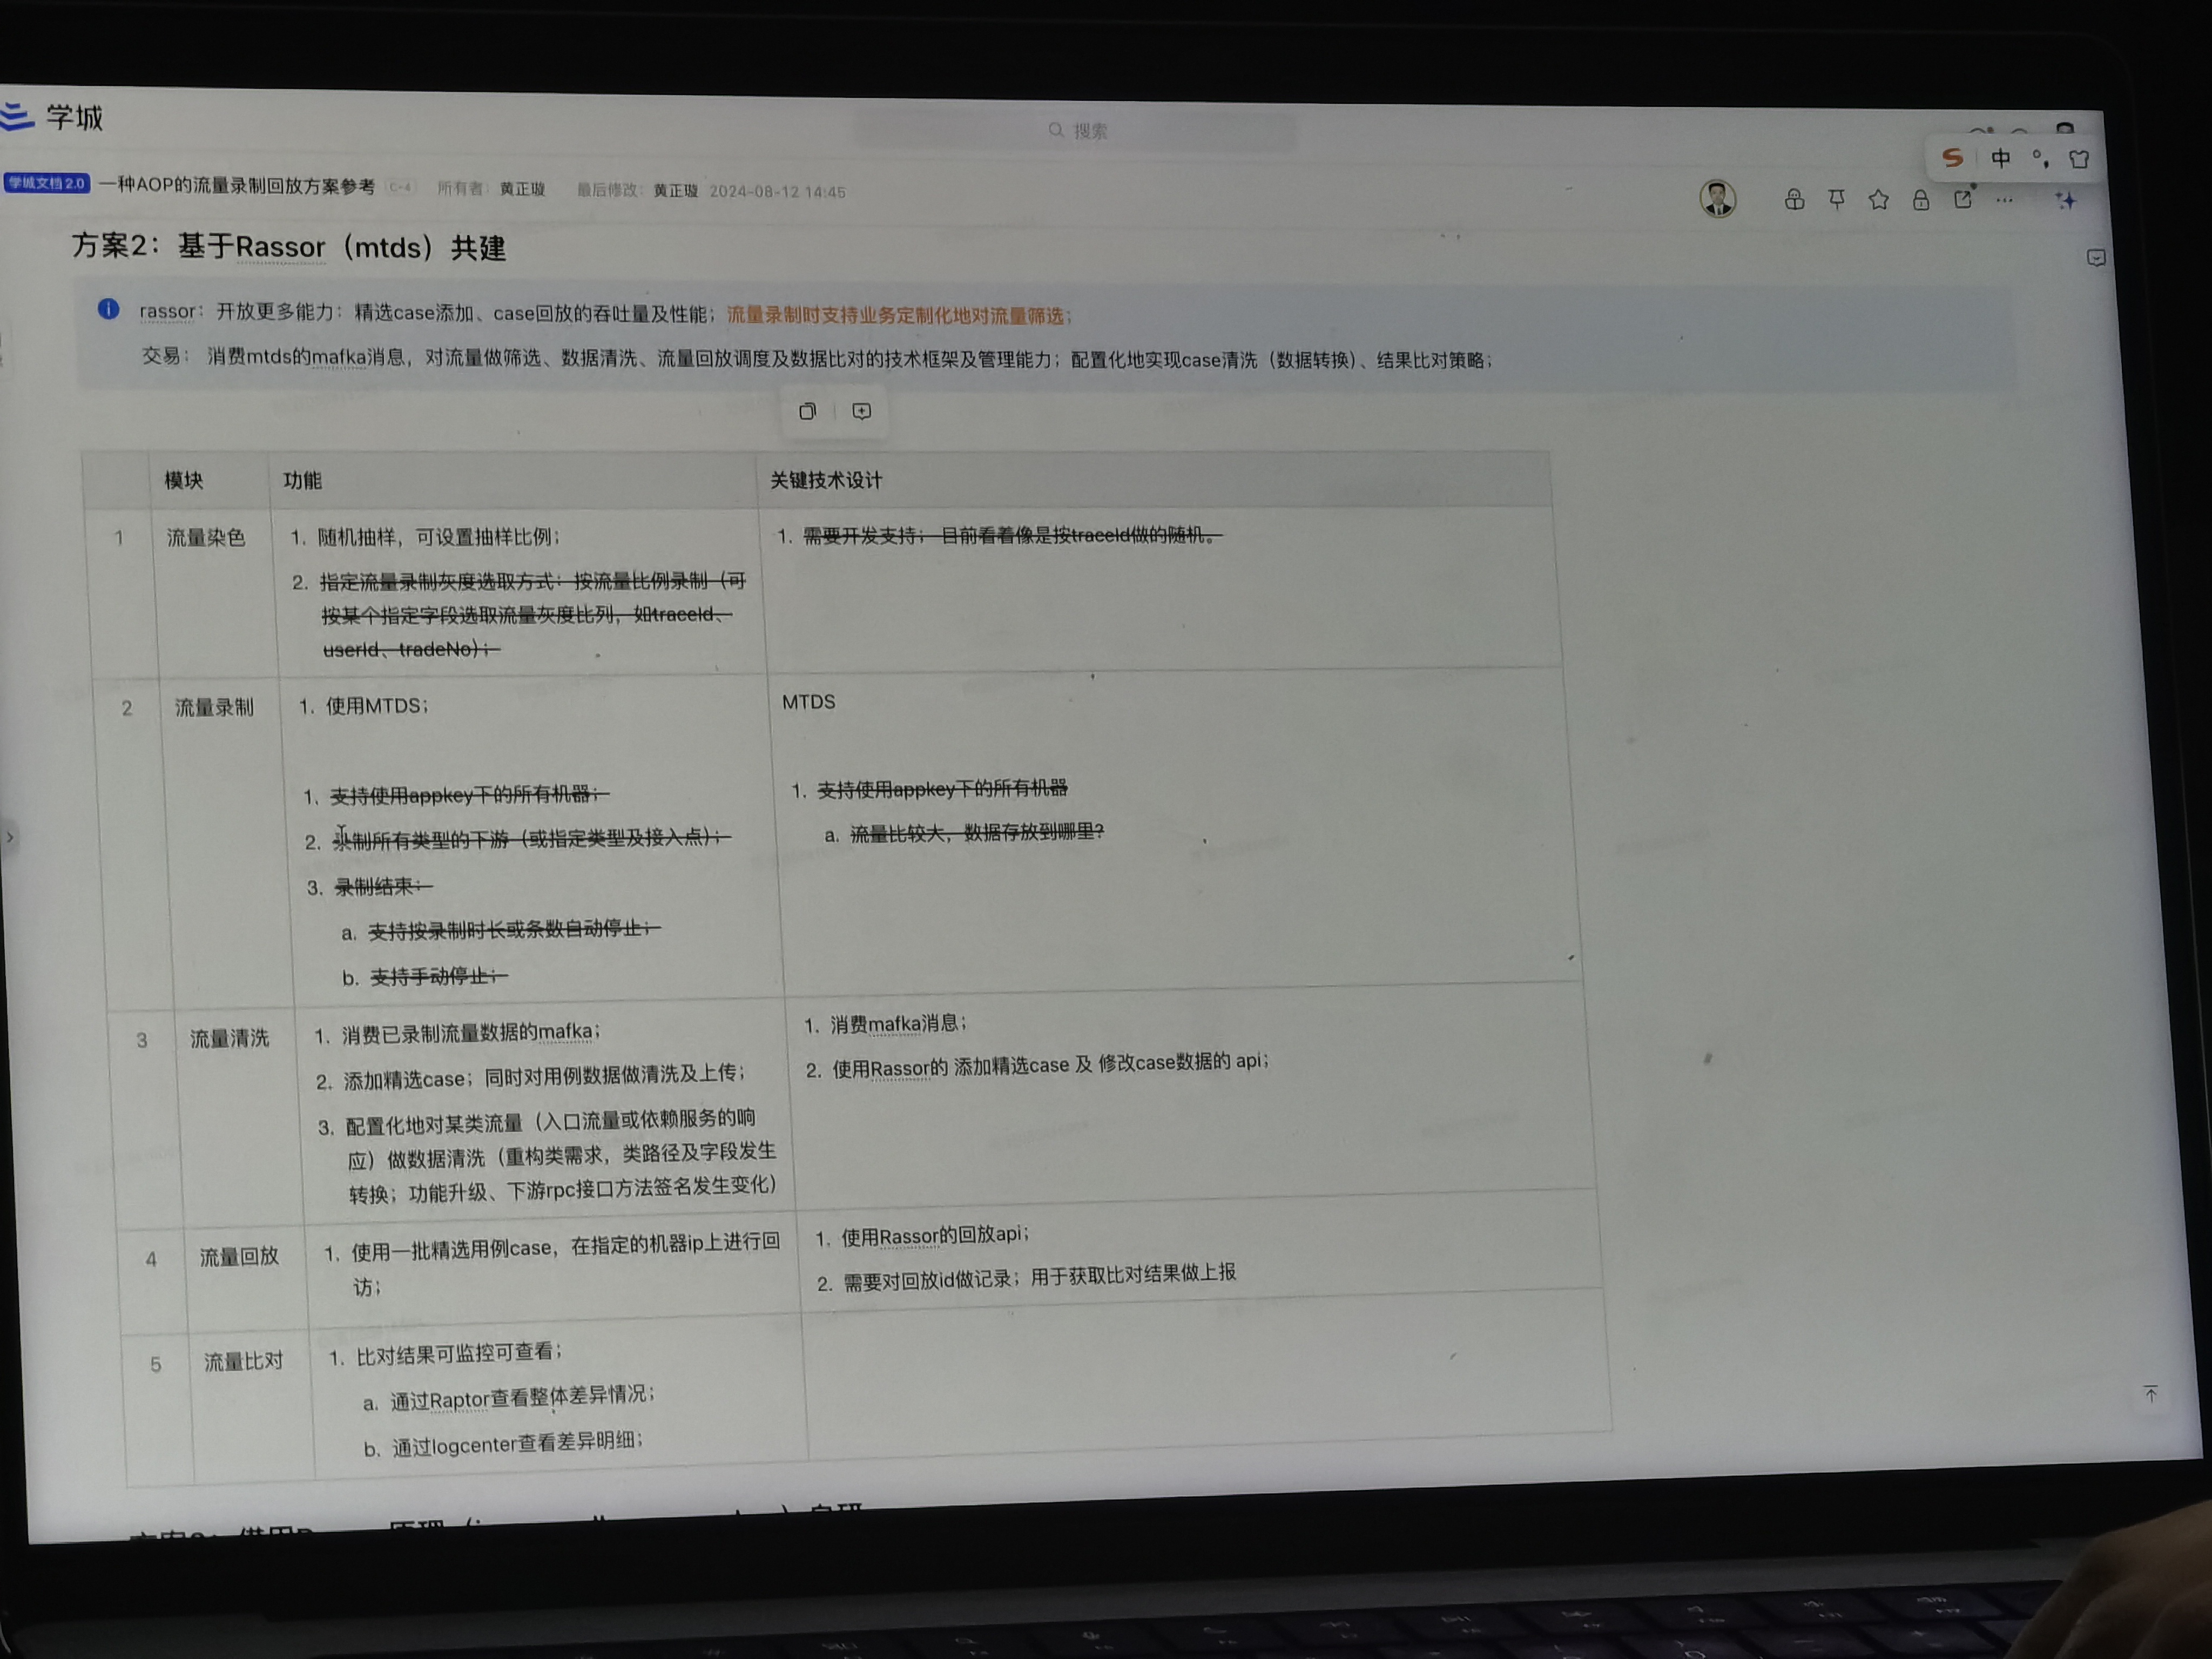 学城
搜索
中
学城文档2.0 一种AOP的流量录制回放方案参考 C-4 所有者: 黄正璇 最后修改: 黄正璇 2024-08-12 14:45
方案2：基于Rassor（mtds）共建
rassor：开放更多能力：精选case添加、case回放的吞吐量及性能；流量录制时支持业务定制化地对流量筛选；
交易： 消费mtds的mafka消息，对流量做筛选、数据清洗、流量回放调度及数据比对的技术框架及管理能力；配置化地实现case清洗（数据转换）、结果比对策略；
模块 功能 关键技术设计
1 流量染色
1. 随机抽样，可设置抽样比例；
2. 指定流量录制灰度选取方式：按流量比例录制（可
按某个指定字段选取流量灰度比列，如traceId、
userId、tradeNo）；
1. 需要开发支持；目前看着像是按traceId做的随机。
2 流量录制
1. 使用MTDS；
1. 支持使用appkey下的所有机器；
2. 录制所有类型的下游（或指定类型及接入点）；
3. 录制结束：
a. 支持按录制时长或条数自动停止；
b. 支持手动停止；
MTDS
1. 支持使用appkey下的所有机器
a. 流量比较大，数据存放到哪里？
3 流量清洗
1. 消费已录制流量数据的mafka；
2. 添加精选case；同时对用例数据做清洗及上传；
3. 配置化地对某类流量（入口流量或依赖服务的响
应）做数据清洗（重构类需求，类路径及字段发生
转换；功能升级、下游rpc接口方法签名发生变化）
1. 消费mafka消息；
2. 使用Rassor的 添加精选case 及 修改case数据的 api；
4 流量回放
1. 使用一批精选用例case，在指定的机器ip上进行回
访；
1. 使用Rassor的回放api；
2. 需要对回放id做记录；用于获取比对结果做上报
5 流量比对
1. 比对结果可监控可查看；
a. 通过Raptor查看整体差异情况；
b. 通过logcenter查看差异明细；